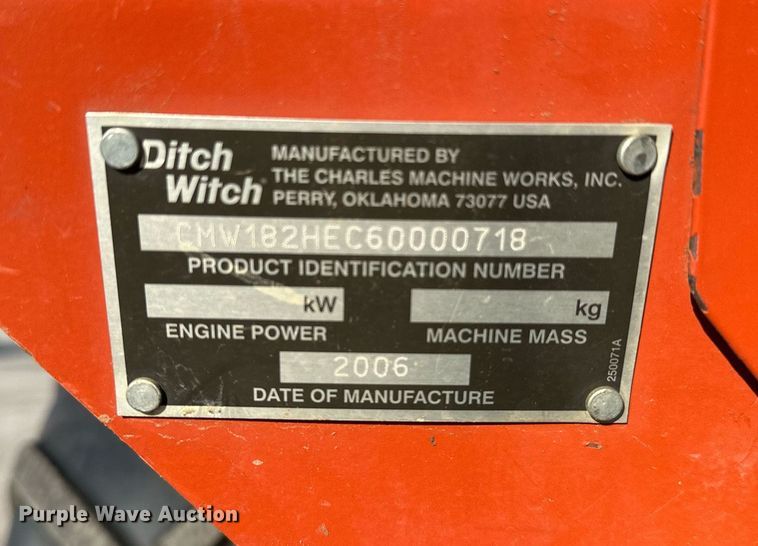 Ditch Witch
MANUFACTURED BY
THE CHARLES MACHINE WORKS, INC.
PERRY, OKLAHOMA 73077 USA
CMW182HEC60000718
PRODUCT IDENTIFICATION NUMBER
kW
kg
ENGINE POWER
MACHINE MASS
2006
DATE OF MANUFACTURE
250071A
Purple Wave Auction